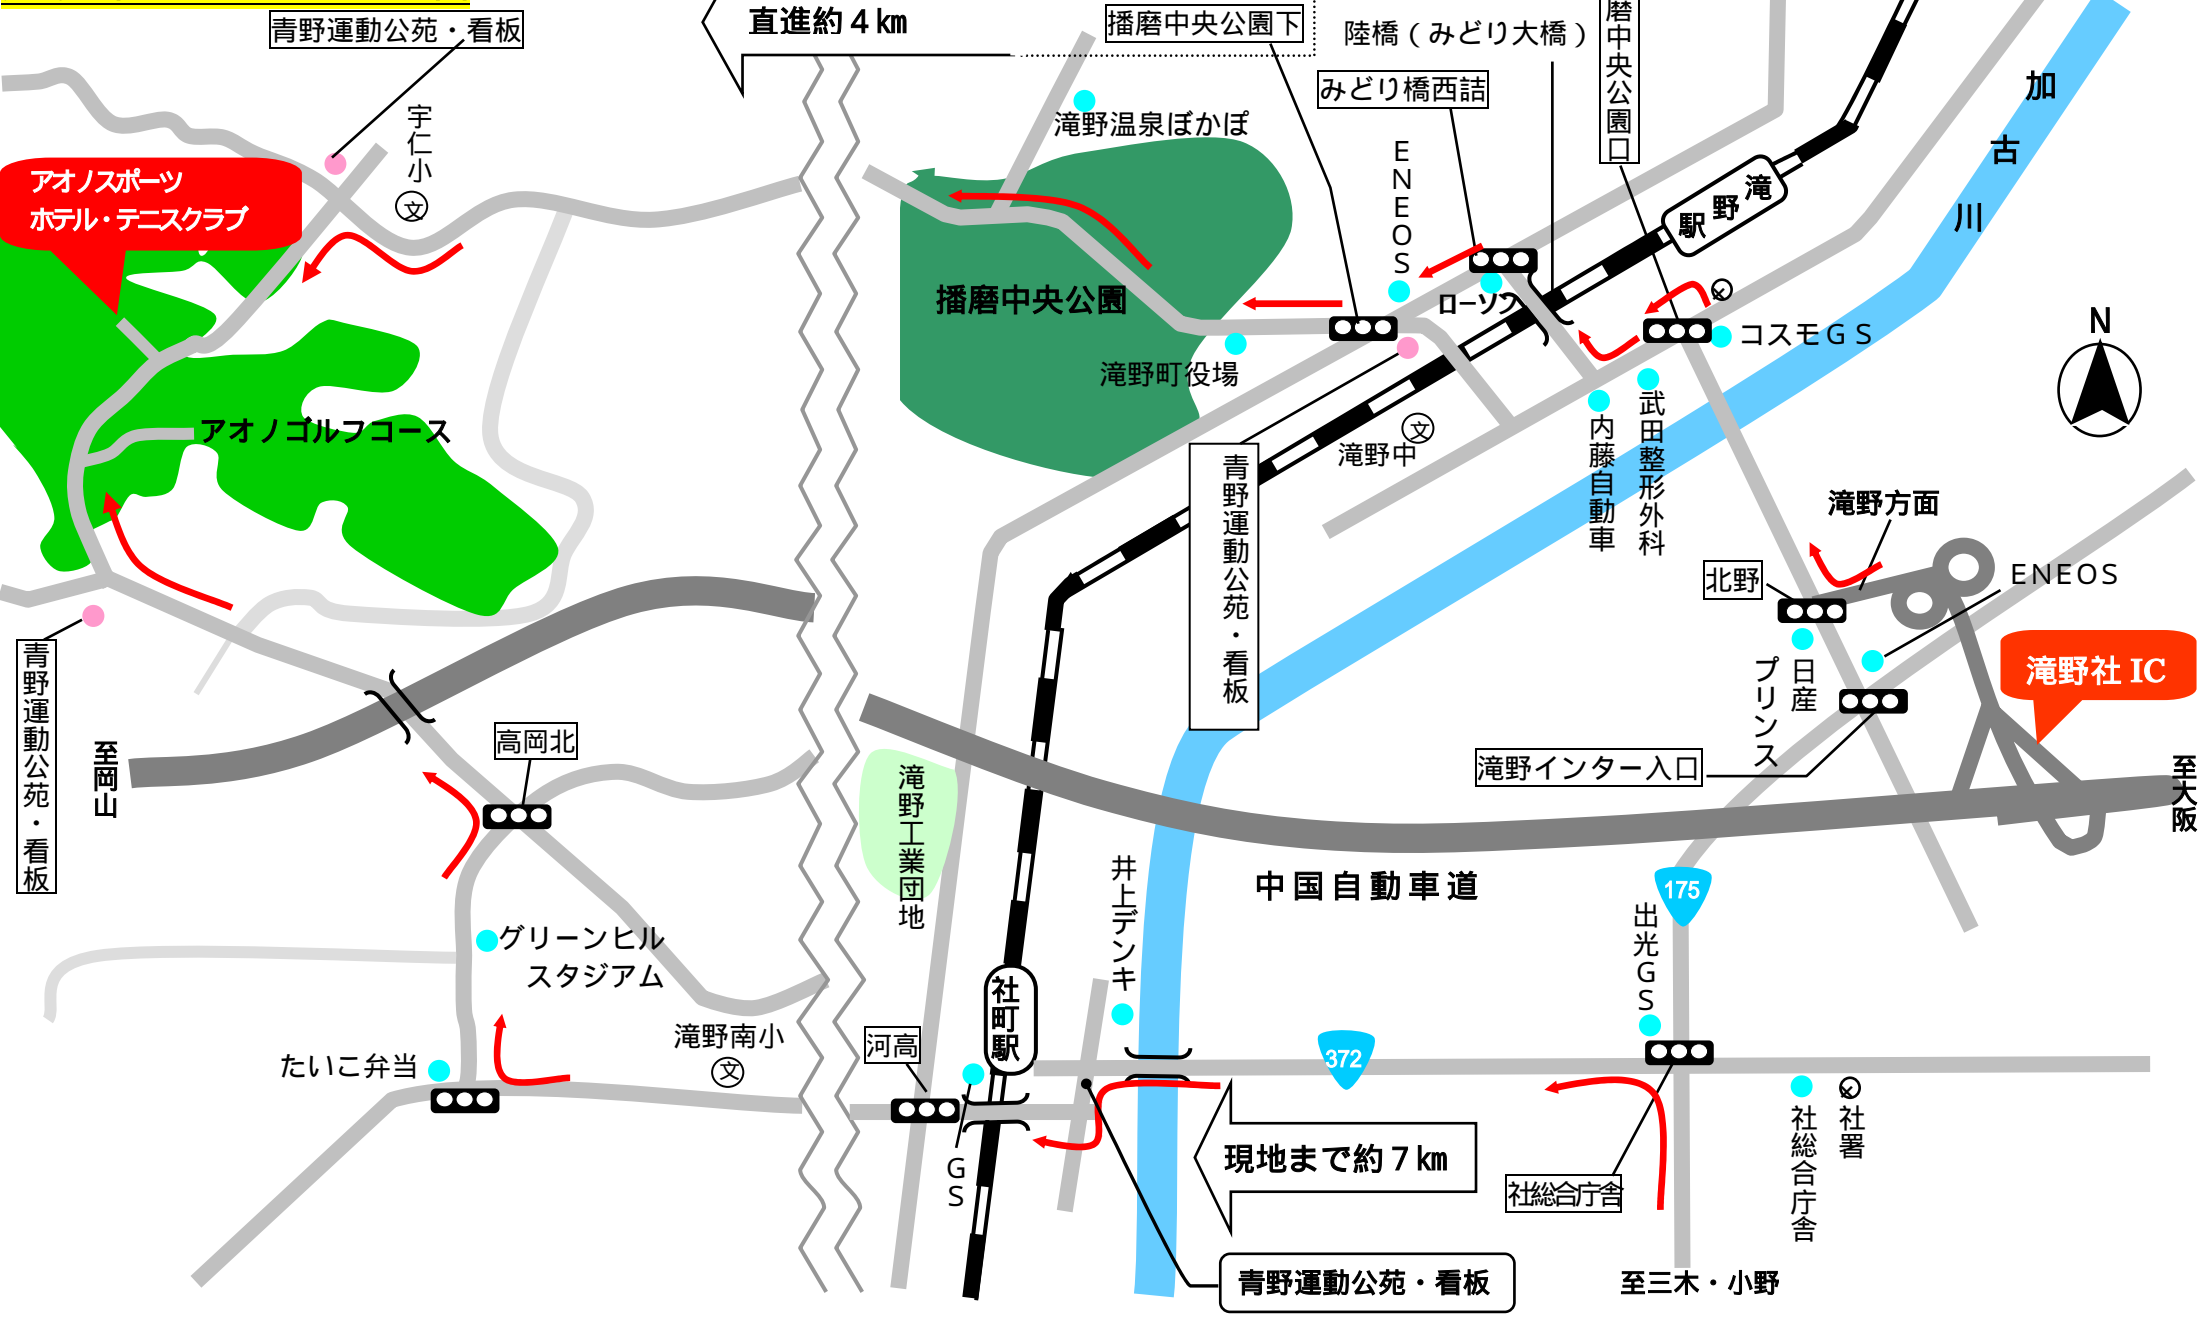 青野運動公苑・看板
直進約４㎞
播磨中央公園下
陸橋（みどり大橋）
磨中央公園口
みどり橋西詰
加古川
宇仁小
文
滝野温泉ぽかぽ
ENEOS
アオノスポーツ
ホテル・テニスクラブ
滝野駅
播磨中央公園
ローソン
コスモGS
N
滝野町役場
アオノゴルフコース
文
滝野中
武田整形外科
内藤自動車
青野運動公苑・看板
滝野方面
北野
ENEOS
日産
プリンス
滝野社 IC
青野運動公苑・看板
至岡山
高岡北
滝野インター入口
至大阪
滝野工業団地
中国自動車道
井上デンキ
175
出光GS
グリーンヒル
スタジアム
社町駅
滝野南小
文
河高
372
たいこ弁当
GS
現地まで約７㎞
社総合庁舎
社総合庁舎
社署
青野運動公苑・看板
至三木・小野